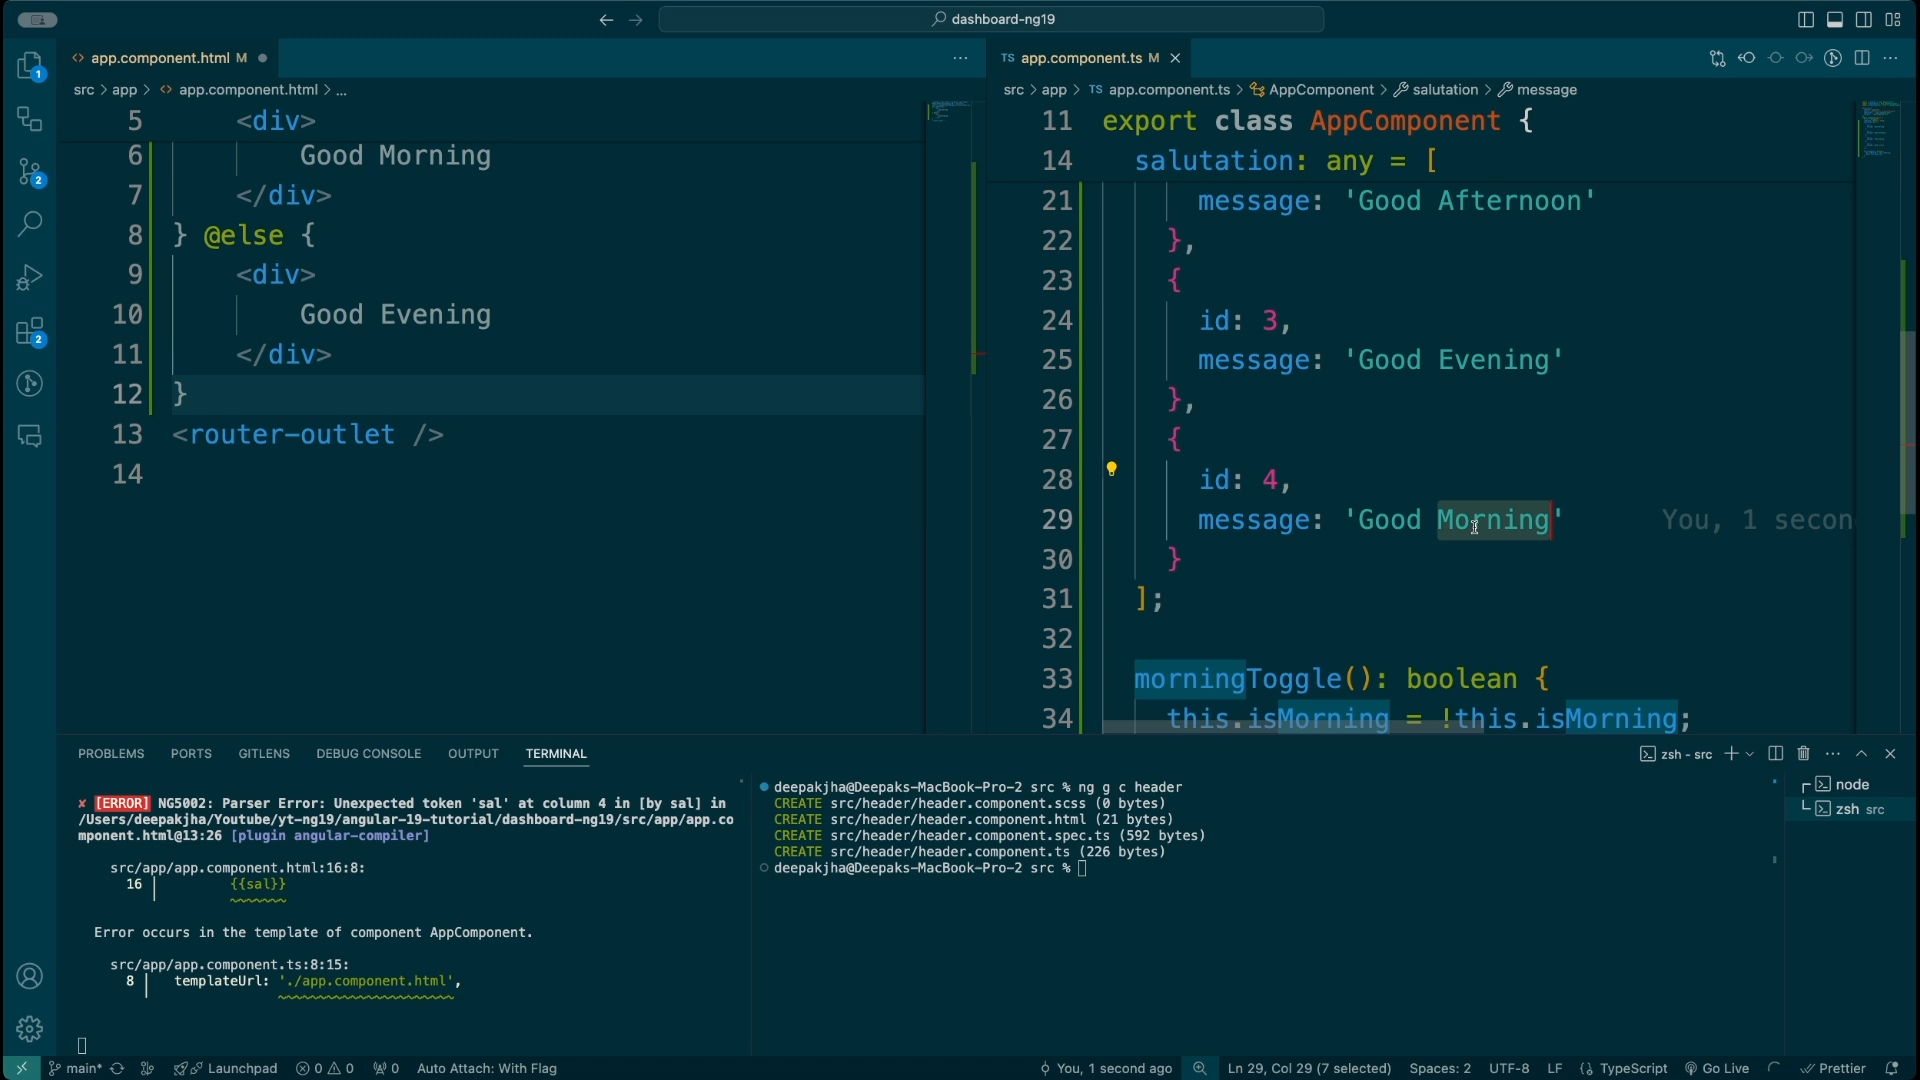 dashboard-ng19
app.component.html M
TS app.component.ts M
src > app > <> app.component.html > ...
5 <div>
6 Good Morning
7 </div>
8 } @else {
9 <div>
10 Good Evening
11 </div>
12 }
13 <router-outlet />
14
src > app > TS app.component.ts > AppComponent > salutation > message
11 export class AppComponent {
14 salutation: any = [
21 message: 'Good Afternoon'
22 },
23 {
24 id: 3,
25 message: 'Good Evening'
26 },
27 {
28 id: 4,
29 message: 'Good Morning' You, 1 secon
30 }
31 ];
32
33 morningToggle(): boolean {
34 this.isMorning = !this.isMorning;
1
2
2
PROBLEMS PORTS GITLENS DEBUG CONSOLE OUTPUT TERMINAL
zsh - src
✘ [ERROR] NG5002: Parser Error: Unexpected token 'sal' at column 4 in [by sal] in
/Users/deepakjha/Youtube/yt-ng19/angular-19-tutorial/dashboard-ng19/src/app/app.co
mponent.html@13:26 [plugin angular-compiler]
src/app/app.component.html:16:8:
16 │ {{sal}}
Error occurs in the template of component AppComponent.
src/app/app.component.ts:8:15:
8 │ templateUrl: './app.component.html',
deepakjha@Deepaks-MacBook-Pro-2 src % ng g c header
CREATE src/header/header.component.scss (0 bytes)
CREATE src/header/header.component.html (21 bytes)
CREATE src/header/header.component.spec.ts (592 bytes)
CREATE src/header/header.component.ts (226 bytes)
deepakjha@Deepaks-MacBook-Pro-2 src %
node
zsh src
main* Launchpad 0 0 0 Auto Attach: With Flag
You, 1 second ago Ln 29, Col 29 (7 selected) Spaces: 2 UTF-8 LF {} TypeScript Go Live Prettier